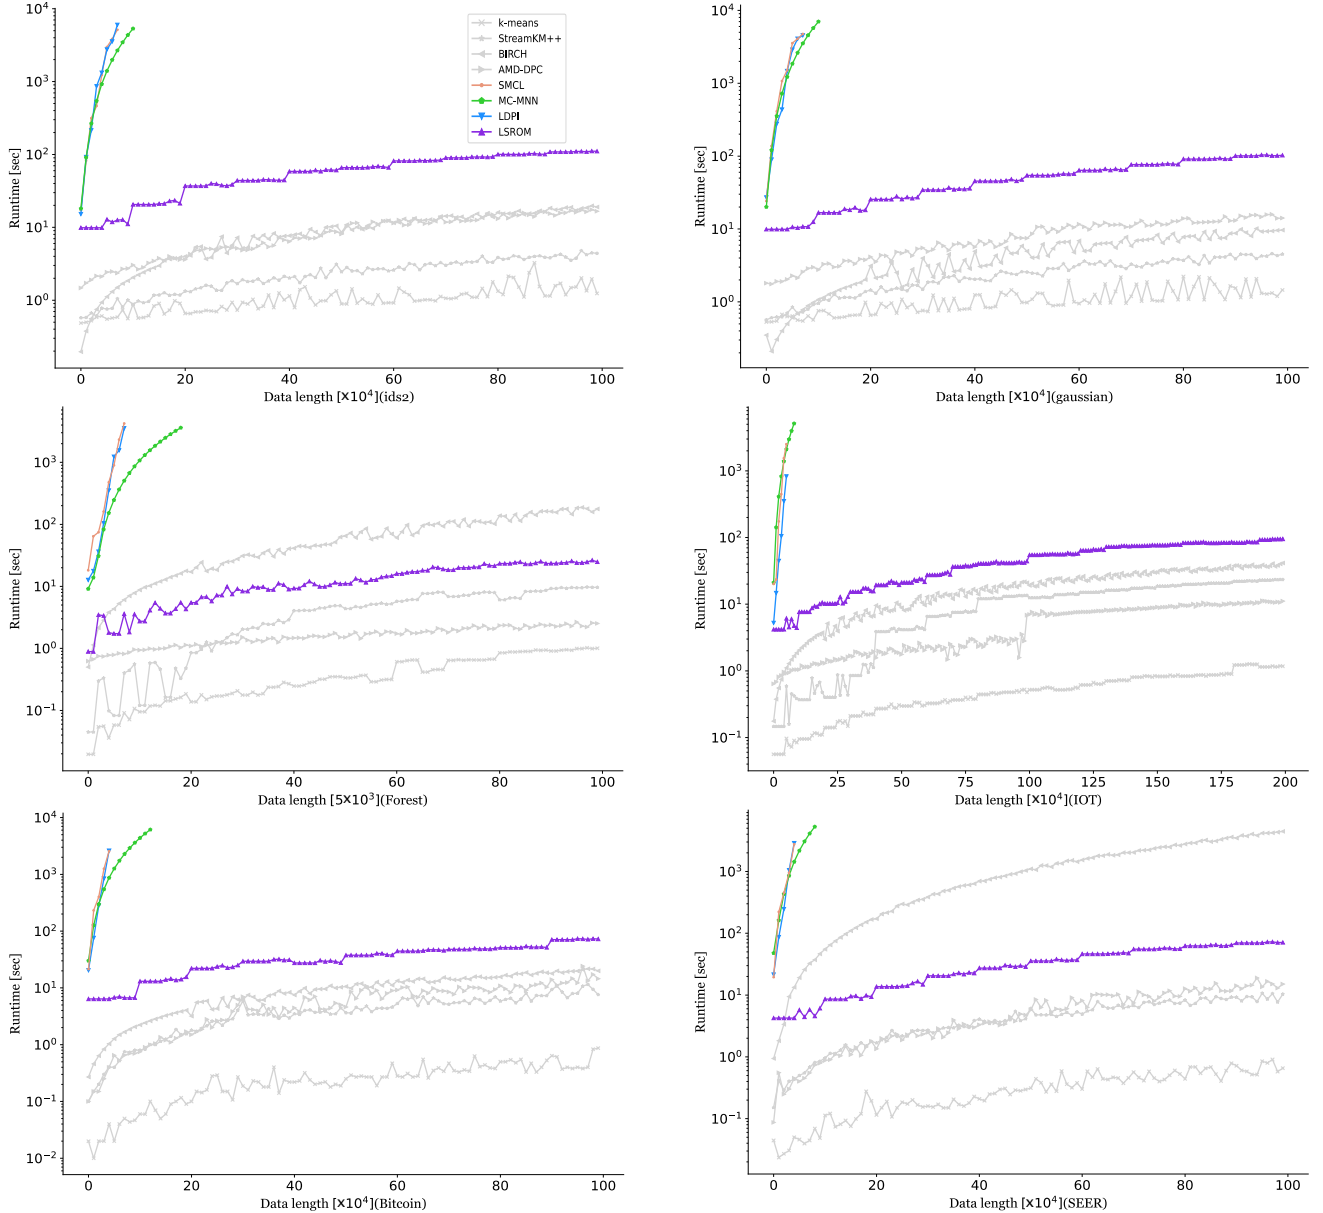 10⁴
10³
10²
10¹
10⁰
Runtime [sec]
k-means
StreamKM++
BIRCH
AMD-DPC
SMCL
MC-MNN
LDPI
LSROM
0 20 40 60 80 100
Data length [×10⁴](ids2)
10⁴
10³
10²
10¹
10⁰
Runtime [sec]
0 20 40 60 80 100
Data length [×10⁴](gaussian)
10³
10²
10¹
10⁰
10⁻¹
Runtime [sec]
0 20 40 60 80 100
Data length [5×10³](Forest)
10³
10²
10¹
10⁰
10⁻¹
Runtime [sec]
0 25 50 75 100 125 150 175 200
Data length [×10⁴](IOT)
10⁴
10³
10²
10¹
10⁰
10⁻¹
10⁻²
Runtime [sec]
0 20 40 60 80 100
Data length [×10⁴](Bitcoin)
10³
10²
10¹
10⁰
10⁻¹
Runtime [sec]
0 20 40 60 80 100
Data length [×10⁴](SEER)